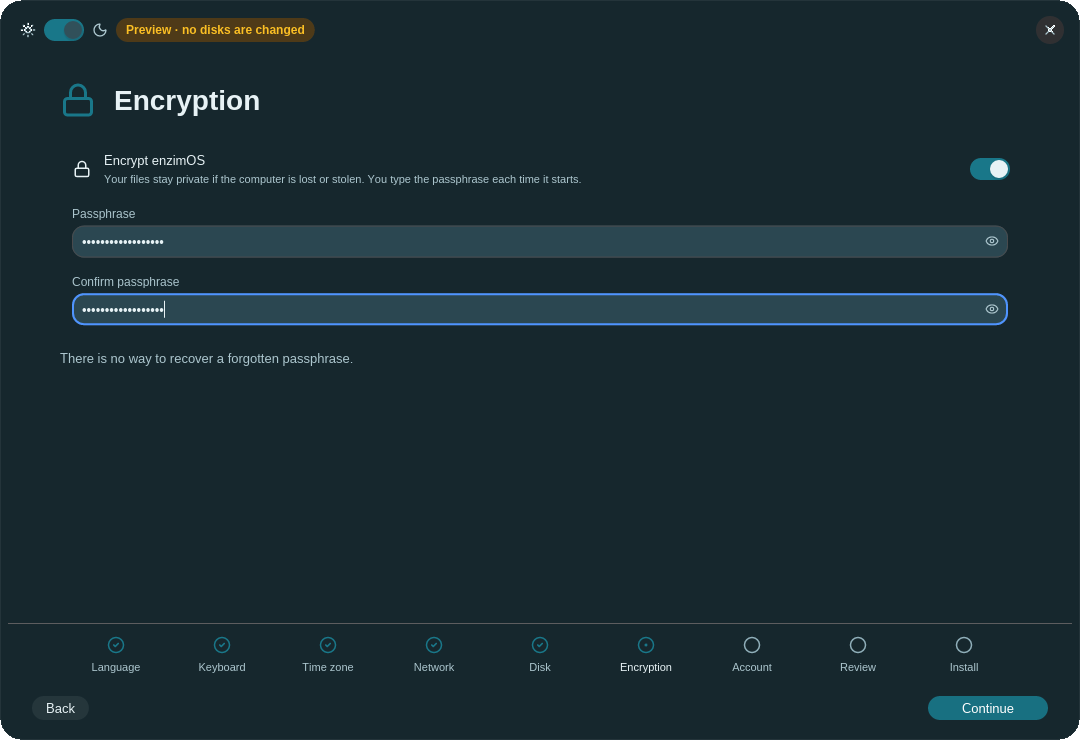 Preview · no disks are changed
Encryption
Encrypt enzimOS
Your files stay private if the computer is lost or stolen. You type the passphrase each time it starts.
Passphrase
••••••••••••••••••
Confirm passphrase
••••••••••••••••••
There is no way to recover a forgotten passphrase.
Language Keyboard Time zone Network Disk Encryption Account Review Install
Back Continue